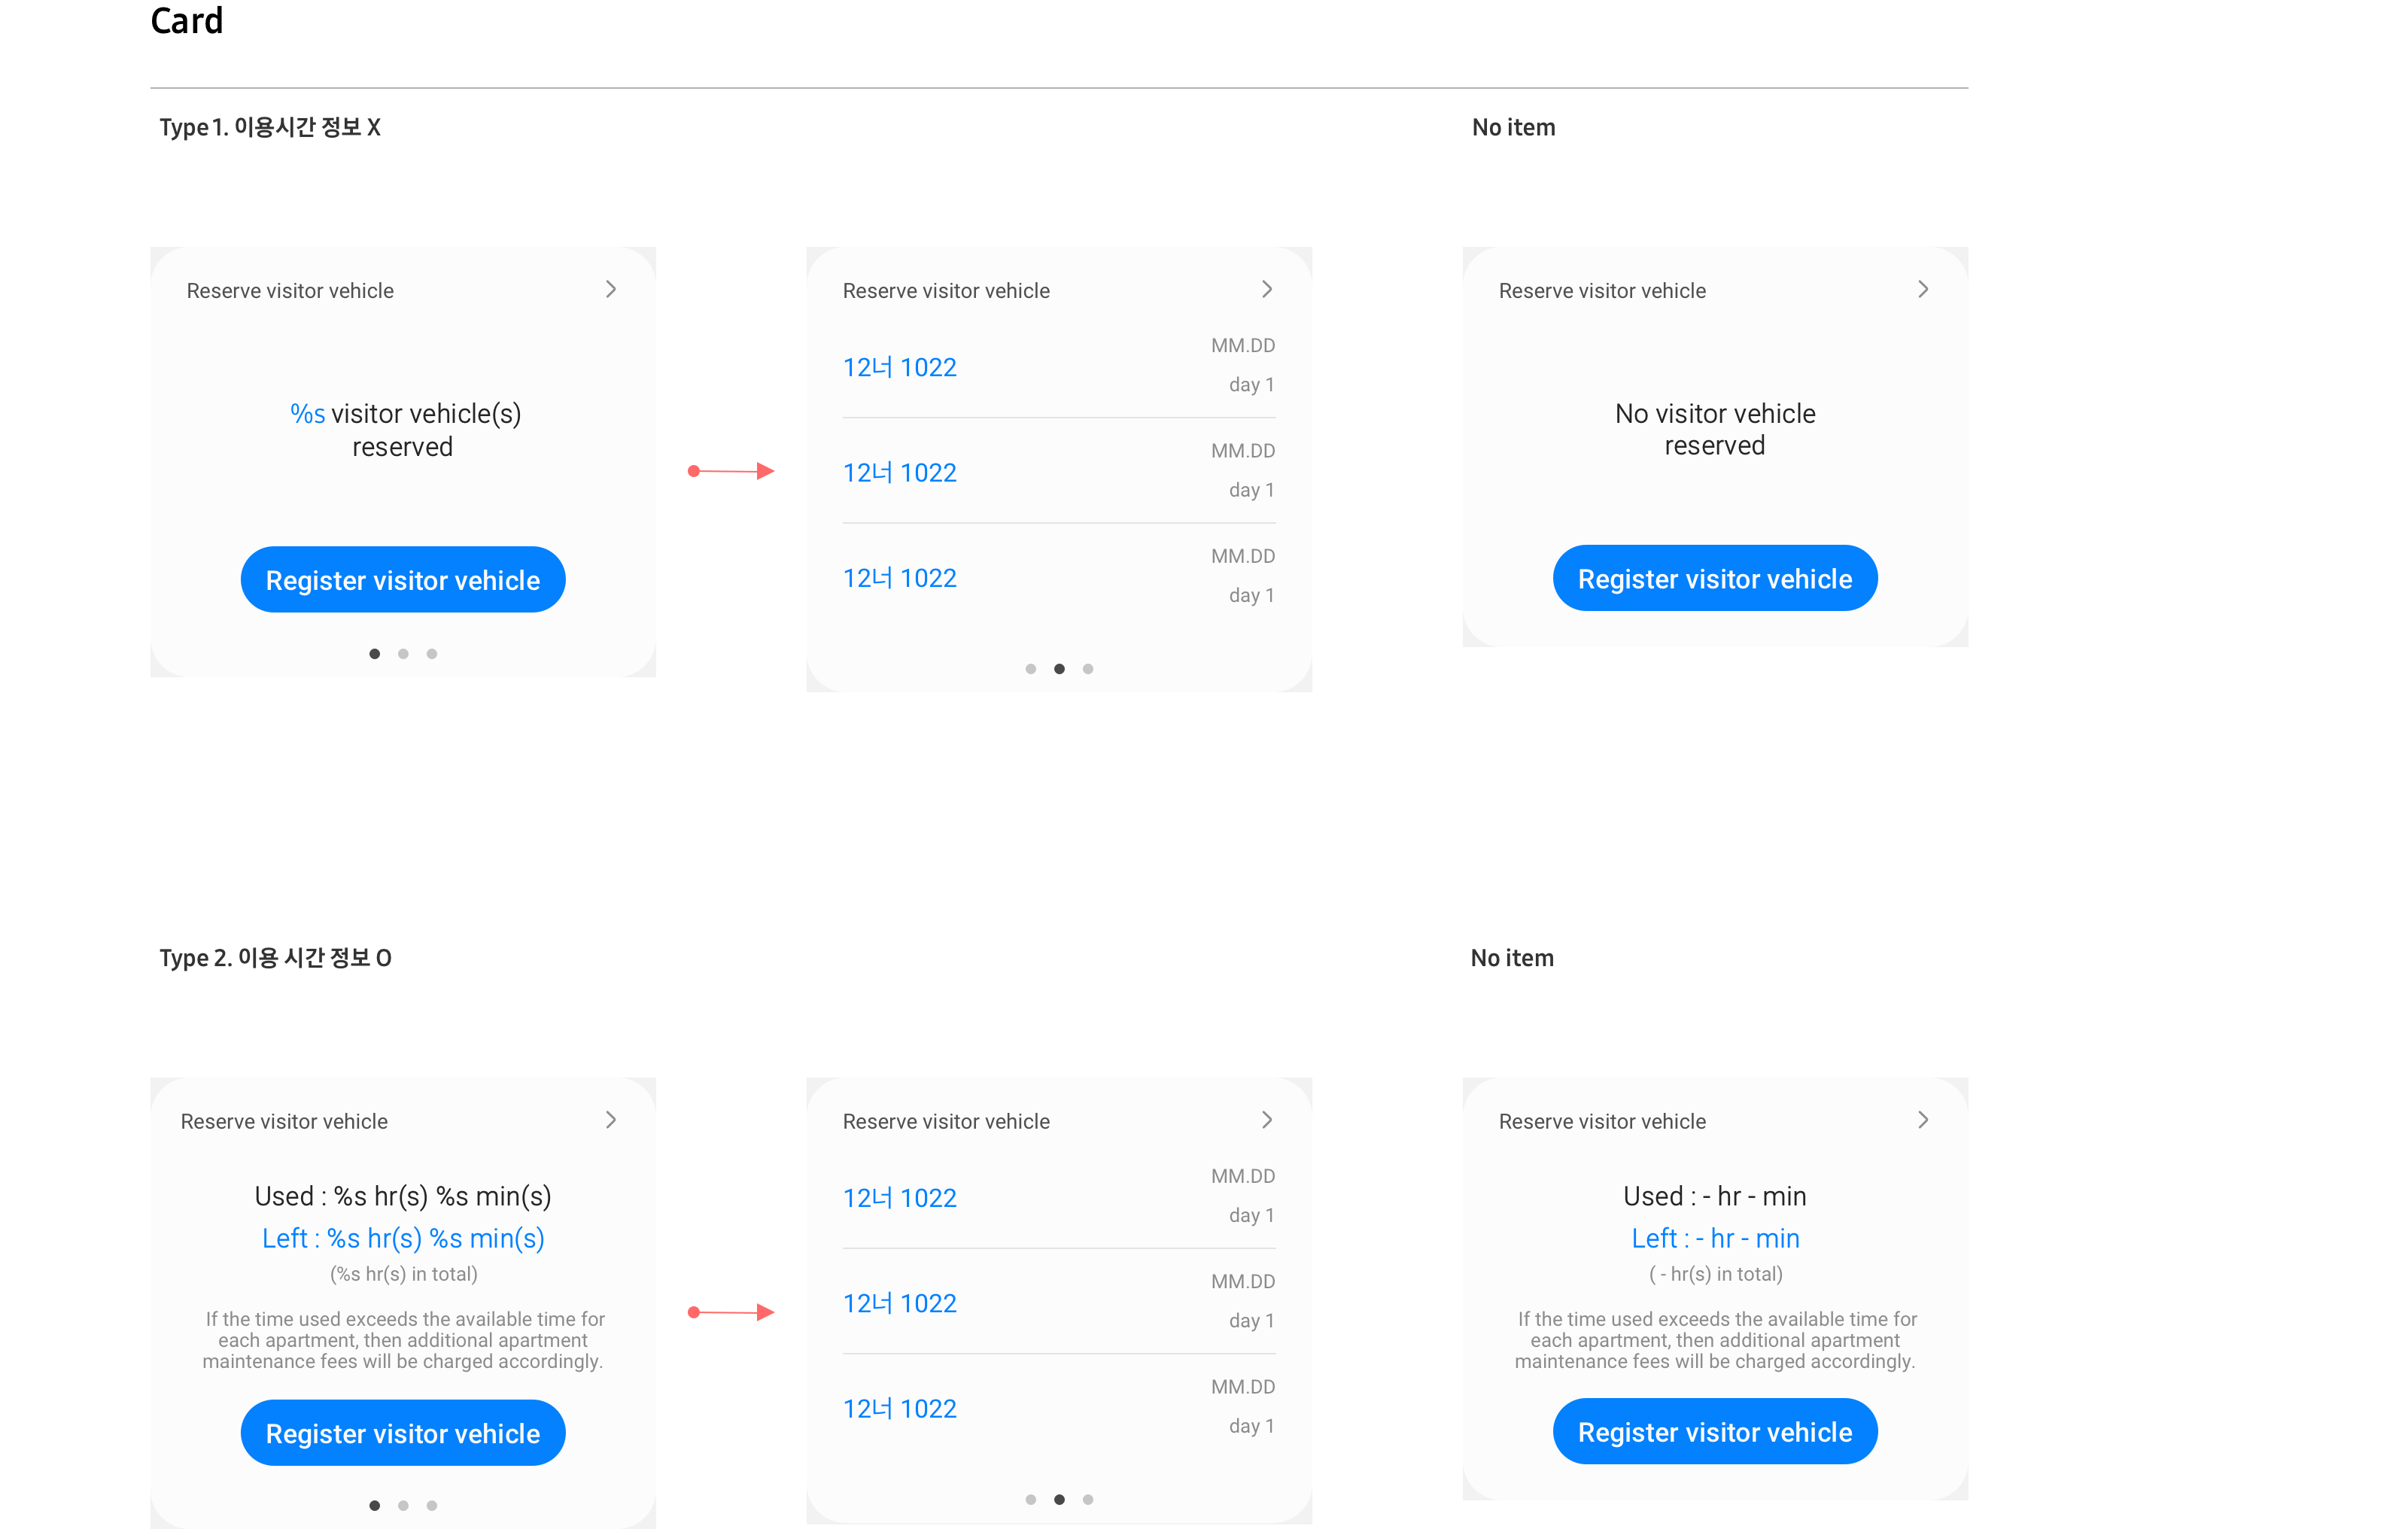 Card
Type 1. 이용시간 정보 X
No item
Reserve visitor vehicle
%s visitor vehicle(s)
reserved
Register visitor vehicle
Reserve visitor vehicle
12너 1022
MM.DD
day 1
12너 1022
MM.DD
day 1
12너 1022
MM.DD
day 1
Reserve visitor vehicle
No visitor vehicle
reserved
Register visitor vehicle
Type 2. 이용 시간 정보 O
No item
Reserve visitor vehicle
Used : %s hr(s) %s min(s)
Left : %s hr(s) %s min(s)
(%s hr(s) in total)
If the time used exceeds the available time for
each apartment, then additional apartment
maintenance fees will be charged accordingly.
Register visitor vehicle
Reserve visitor vehicle
12너 1022
MM.DD
day 1
12너 1022
MM.DD
day 1
12너 1022
MM.DD
day 1
Reserve visitor vehicle
Used : - hr - min
Left : - hr - min
( - hr(s) in total)
If the time used exceeds the available time for
each apartment, then additional apartment
maintenance fees will be charged accordingly.
Register visitor vehicle